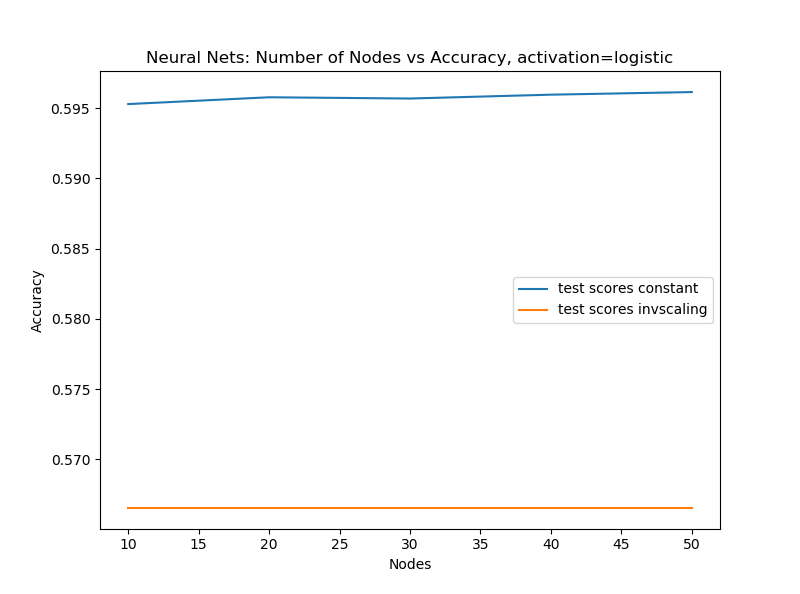 Neural Nets: Number of Nodes vs Accuracy, activation=logistic
0.595
0.590
0.585
0.580
0.575
0.570
Accuracy
test scores constant
test scores invscaling
10 15 20 25 30 35 40 45 50
Nodes